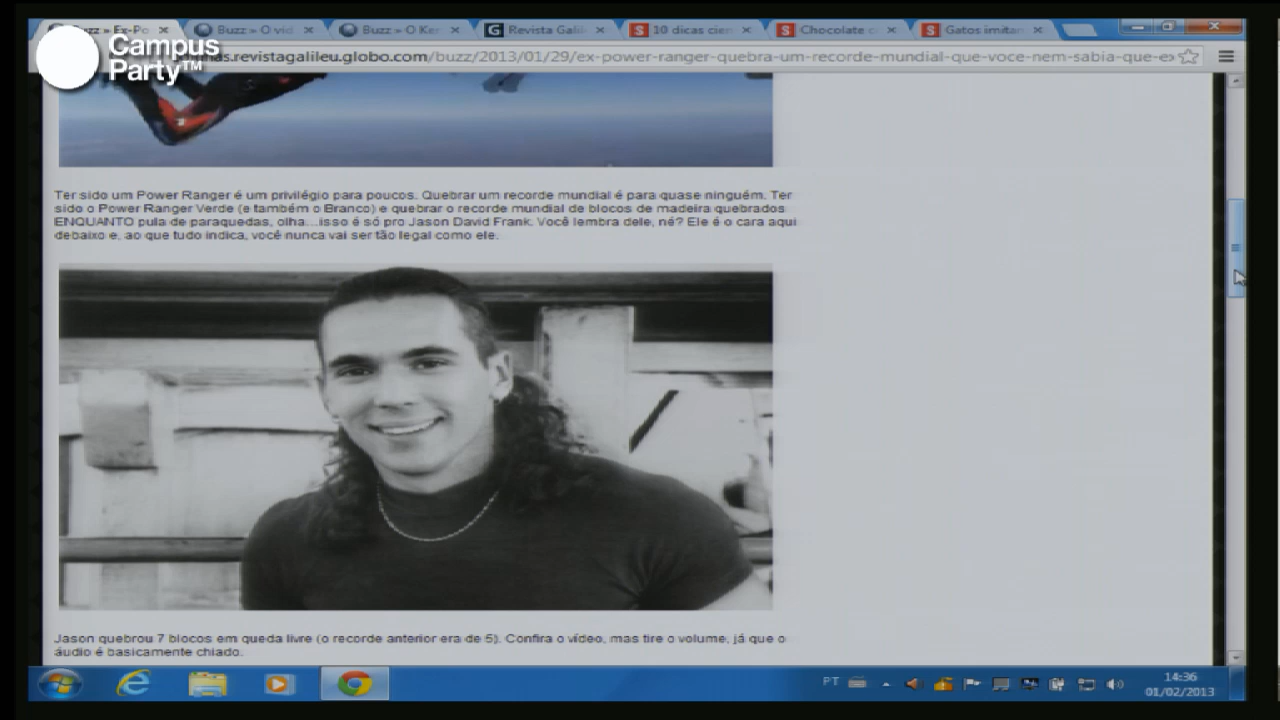 Buzz » Ex-Po
Buzz » O víd
Buzz » O Ker
Revista Galil
10 dicas cien
Chocolate
Gatos imitan
Campus
Party™
.revistagalileu.globo.com/buzz/2013/01/29/ex-power-ranger-quebra-um-recorde-mundial-que-voce-nem-sabia-que-ex
Ter sido um Power Ranger é um privilégio para poucos. Quebrar um recorde mundial é para quase ninguém. Ter
sido o Power Ranger Verde (e também o Branco) e quebrar o recorde mundial de blocos de madeira quebrados
ENQUANTO pula de paraquedas, olha...isso é só pro Jason David Frank. Você lembra dele, né? Ele é o cara aqui
debaixo e, ao que tudo indica, você nunca vai ser tão legal como ele.
Jason quebrou 7 blocos em queda livre (o recorde anterior era de 5). Confira o vídeo, mas tire o volume, já que o
áudio é basicamente chiado.
PT
14:36
01/02/2013